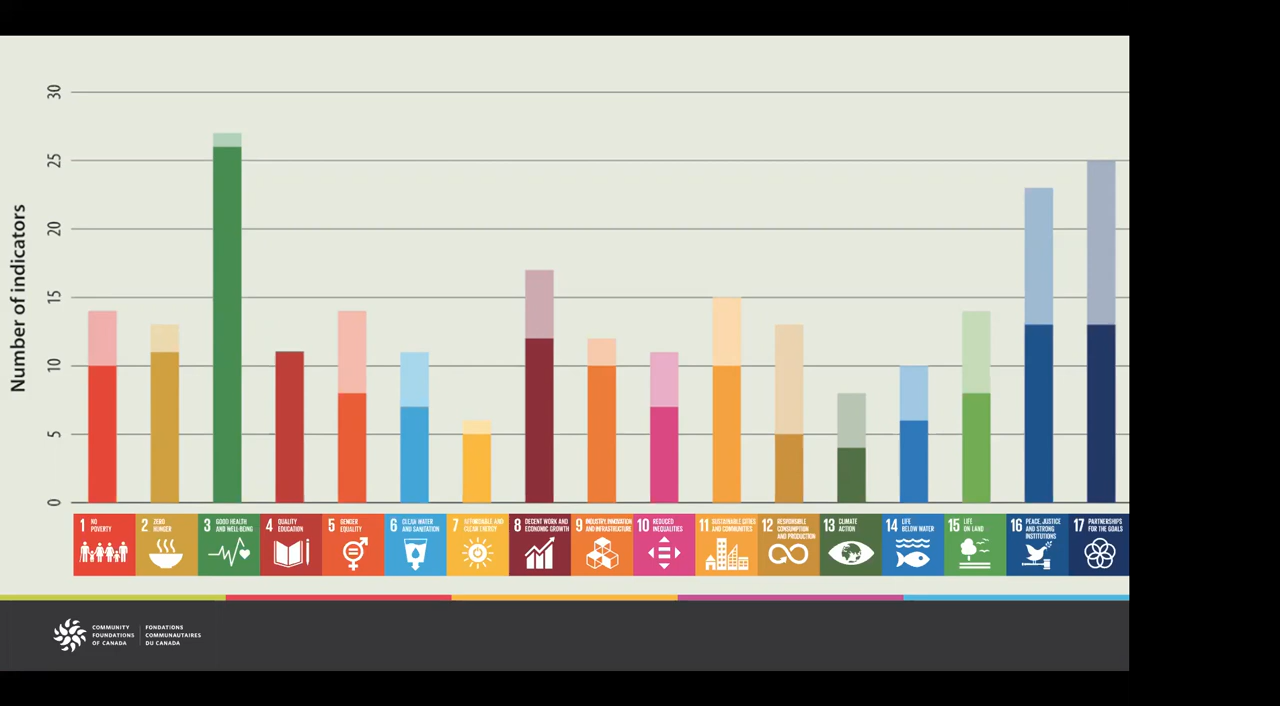 Number of indicators
30
25
20
15
10
5
0
1 NO
POVERTY
2 ZERO
HUNGER
3 GOOD HEALTH
AND WELL-BEING
4 QUALITY
EDUCATION
5 GENDER
EQUALITY
6 CLEAN WATER
AND SANITATION
7 AFFORDABLE AND
CLEAN ENERGY
8 DECENT WORK AND
ECONOMIC GROWTH
9 INDUSTRY, INNOVATION
AND INFRASTRUCTURE
10 REDUCED
INEQUALITIES
11 SUSTAINABLE CITIES
AND COMMUNITIES
12 RESPONSIBLE
CONSUMPTION
AND PRODUCTION
13 CLIMATE
ACTION
14 LIFE
BELOW WATER
15 LIFE
ON LAND
16 PEACE, JUSTICE
AND STRONG
INSTITUTIONS
17 PARTNERSHIPS
FOR THE GOALS
COMMUNITY
FOUNDATIONS
OF CANADA
FONDATIONS
COMMUNAUTAIRES
DU CANADA